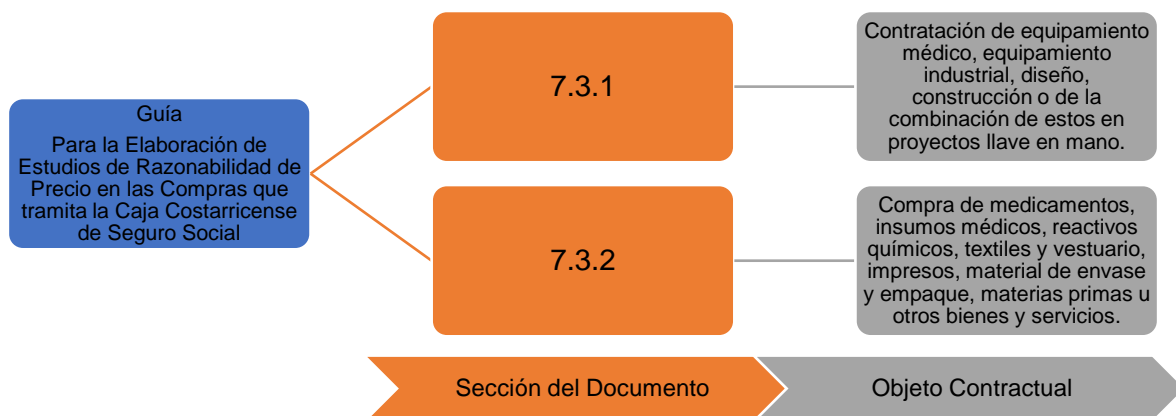 Guía
Para la Elaboración de
Estudios de Razonabilidad de
Precio en las Compras que
tramita la Caja Costarricense
de Seguro Social
7.3.1
Contratación de equipamiento
médico, equipamiento
industrial, diseño,
construcción o de la
combinación de estos en
proyectos llave en mano.
7.3.2
Compra de medicamentos,
insumos médicos, reactivos
químicos, textiles y vestuario,
impresos, material de envase
y empaque, materias primas u
otros bienes y servicios.
Sección del Documento
Objeto Contractual